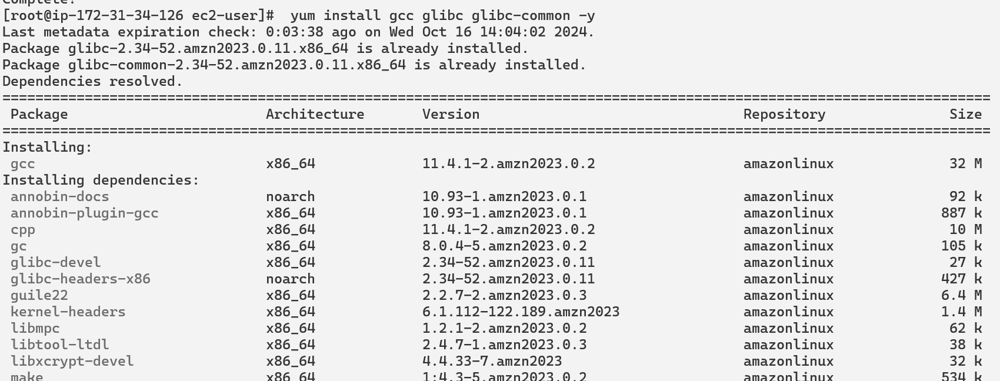 Complete!
[root@ip-172-31-34-126 ec2-user]#  yum install gcc glibc glibc-common -y
Last metadata expiration check: 0:03:38 ago on Wed Oct 16 14:04:02 2024.
Package glibc-2.34-52.amzn2023.0.11.x86_64 is already installed.
Package glibc-common-2.34-52.amzn2023.0.11.x86_64 is already installed.
Dependencies resolved.
========================================================================================================================
 Package                        Architecture       Version                                Repository               Size
========================================================================================================================
Installing:
 gcc                            x86_64             11.4.1-2.amzn2023.0.2                  amazonlinux              32 M
Installing dependencies:
 annobin-docs                   noarch             10.93-1.amzn2023.0.1                   amazonlinux              92 k
 annobin-plugin-gcc             x86_64             10.93-1.amzn2023.0.1                   amazonlinux             887 k
 cpp                            x86_64             11.4.1-2.amzn2023.0.2                  amazonlinux              10 M
 gc                             x86_64             8.0.4-5.amzn2023.0.2                   amazonlinux             105 k
 glibc-devel                    x86_64             2.34-52.amzn2023.0.11                  amazonlinux              27 k
 glibc-headers-x86              noarch             2.34-52.amzn2023.0.11                  amazonlinux             427 k
 guile22                        x86_64             2.2.7-2.amzn2023.0.3                   amazonlinux             6.4 M
 kernel-headers                 x86_64             6.1.112-122.189.amzn2023               amazonlinux             1.4 M
 libmpc                         x86_64             1.2.1-2.amzn2023.0.2                   amazonlinux              62 k
 libtool-ltdl                   x86_64             2.4.7-1.amzn2023.0.3                   amazonlinux              38 k
 libxcrypt-devel                x86_64             4.4.33-7.amzn2023                      amazonlinux              32 k
 make                           x86_64             1:4.3-5.amzn2023.0.2                   amazonlinux             534 k